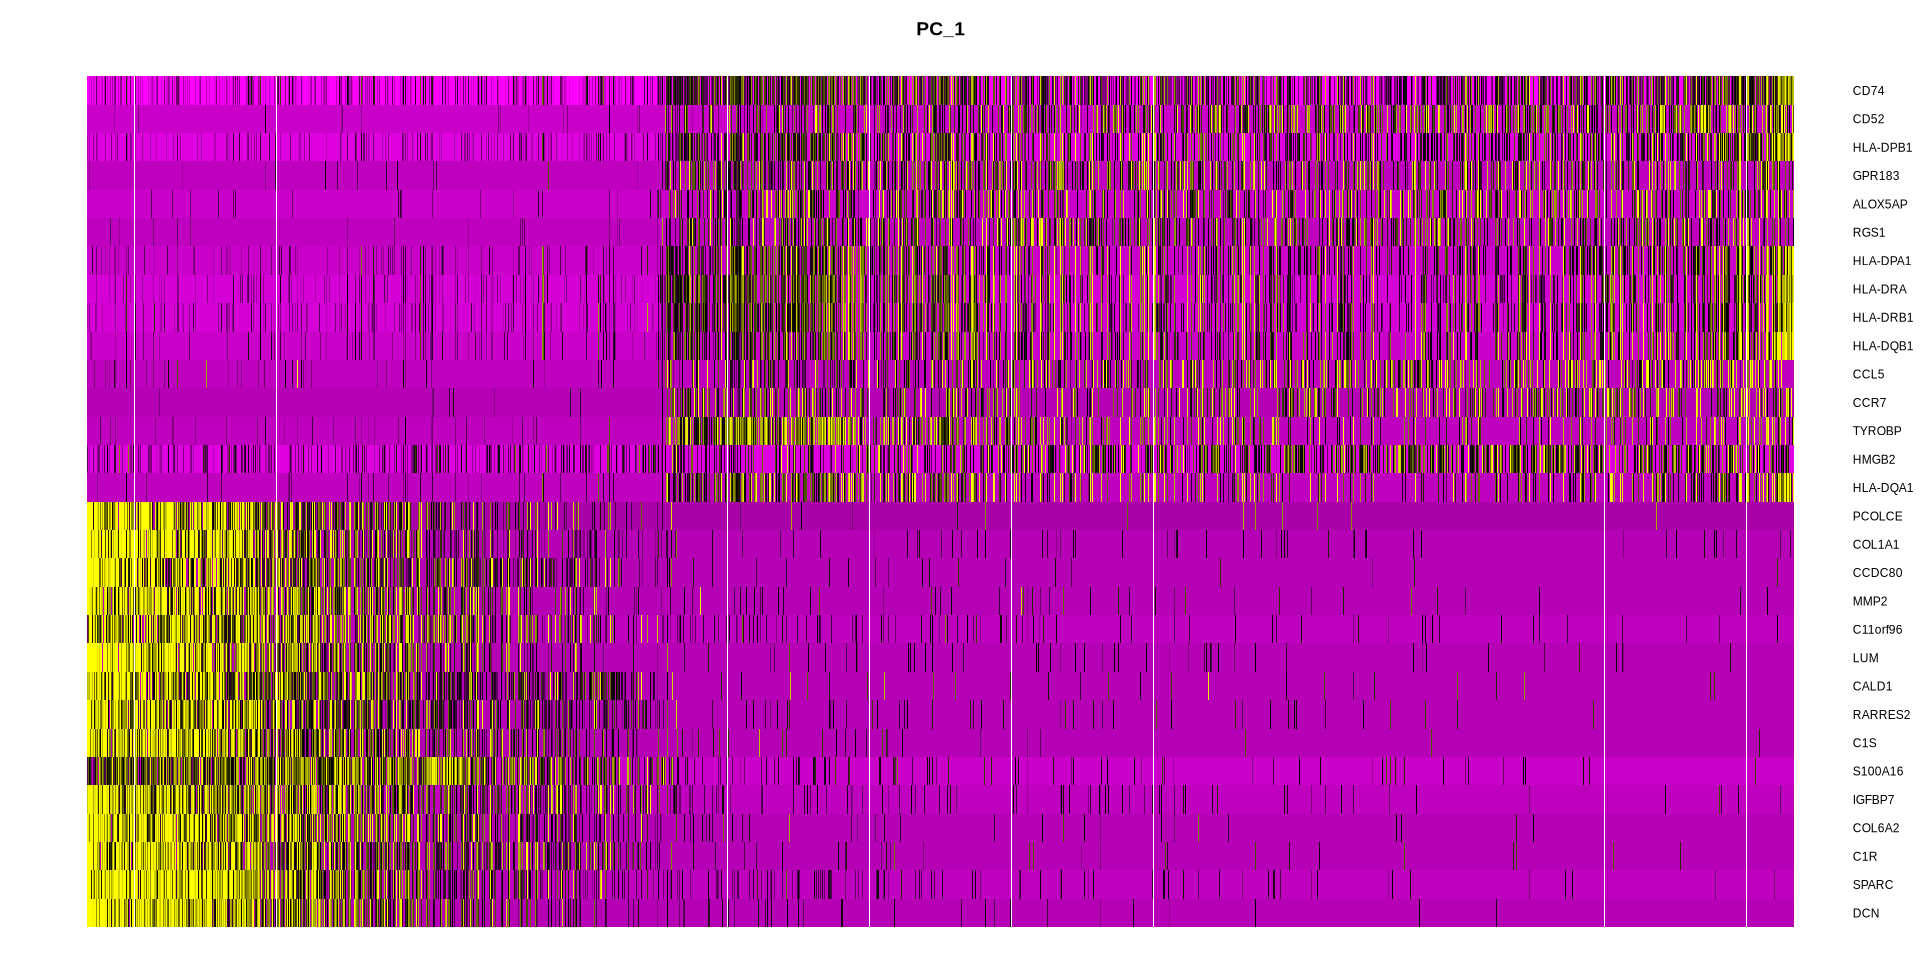 PC_1
CD74
CD52
HLA-DPB1
GPR183
ALOX5AP
RGS1
HLA-DPA1
HLA-DRA
HLA-DRB1
HLA-DQB1
CCL5
CCR7
TYROBP
HMGB2
HLA-DQA1
PCOLCE
COL1A1
CCDC80
MMP2
C11orf96
LUM
CALD1
RARRES2
C1S
S100A16
IGFBP7
COL6A2
C1R
SPARC
DCN